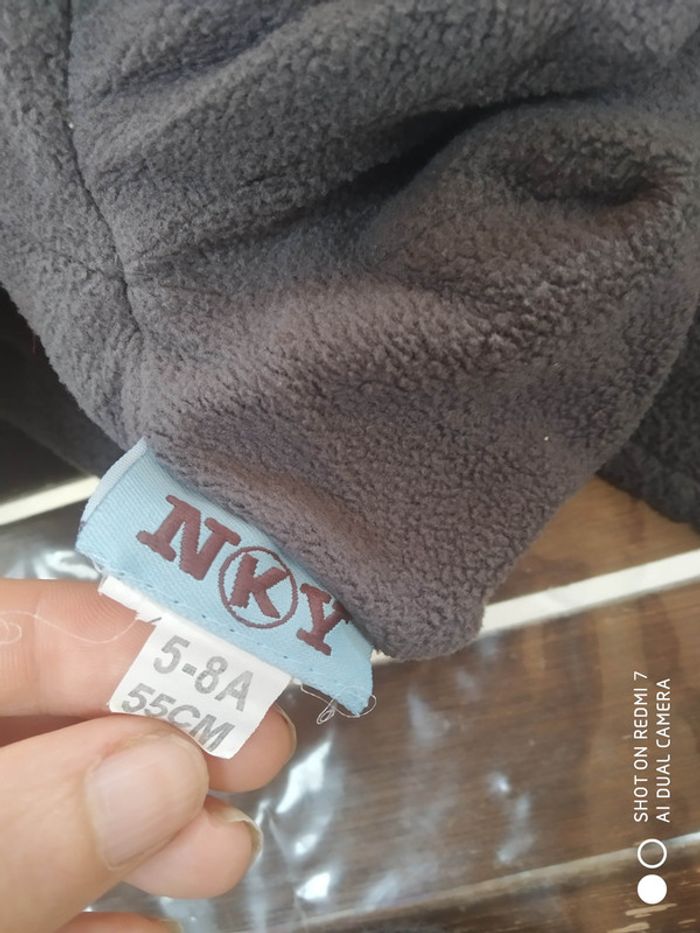 NKY
5-8A
55CM
SHOT ON REDMI 7
AI DUAL CAMERA